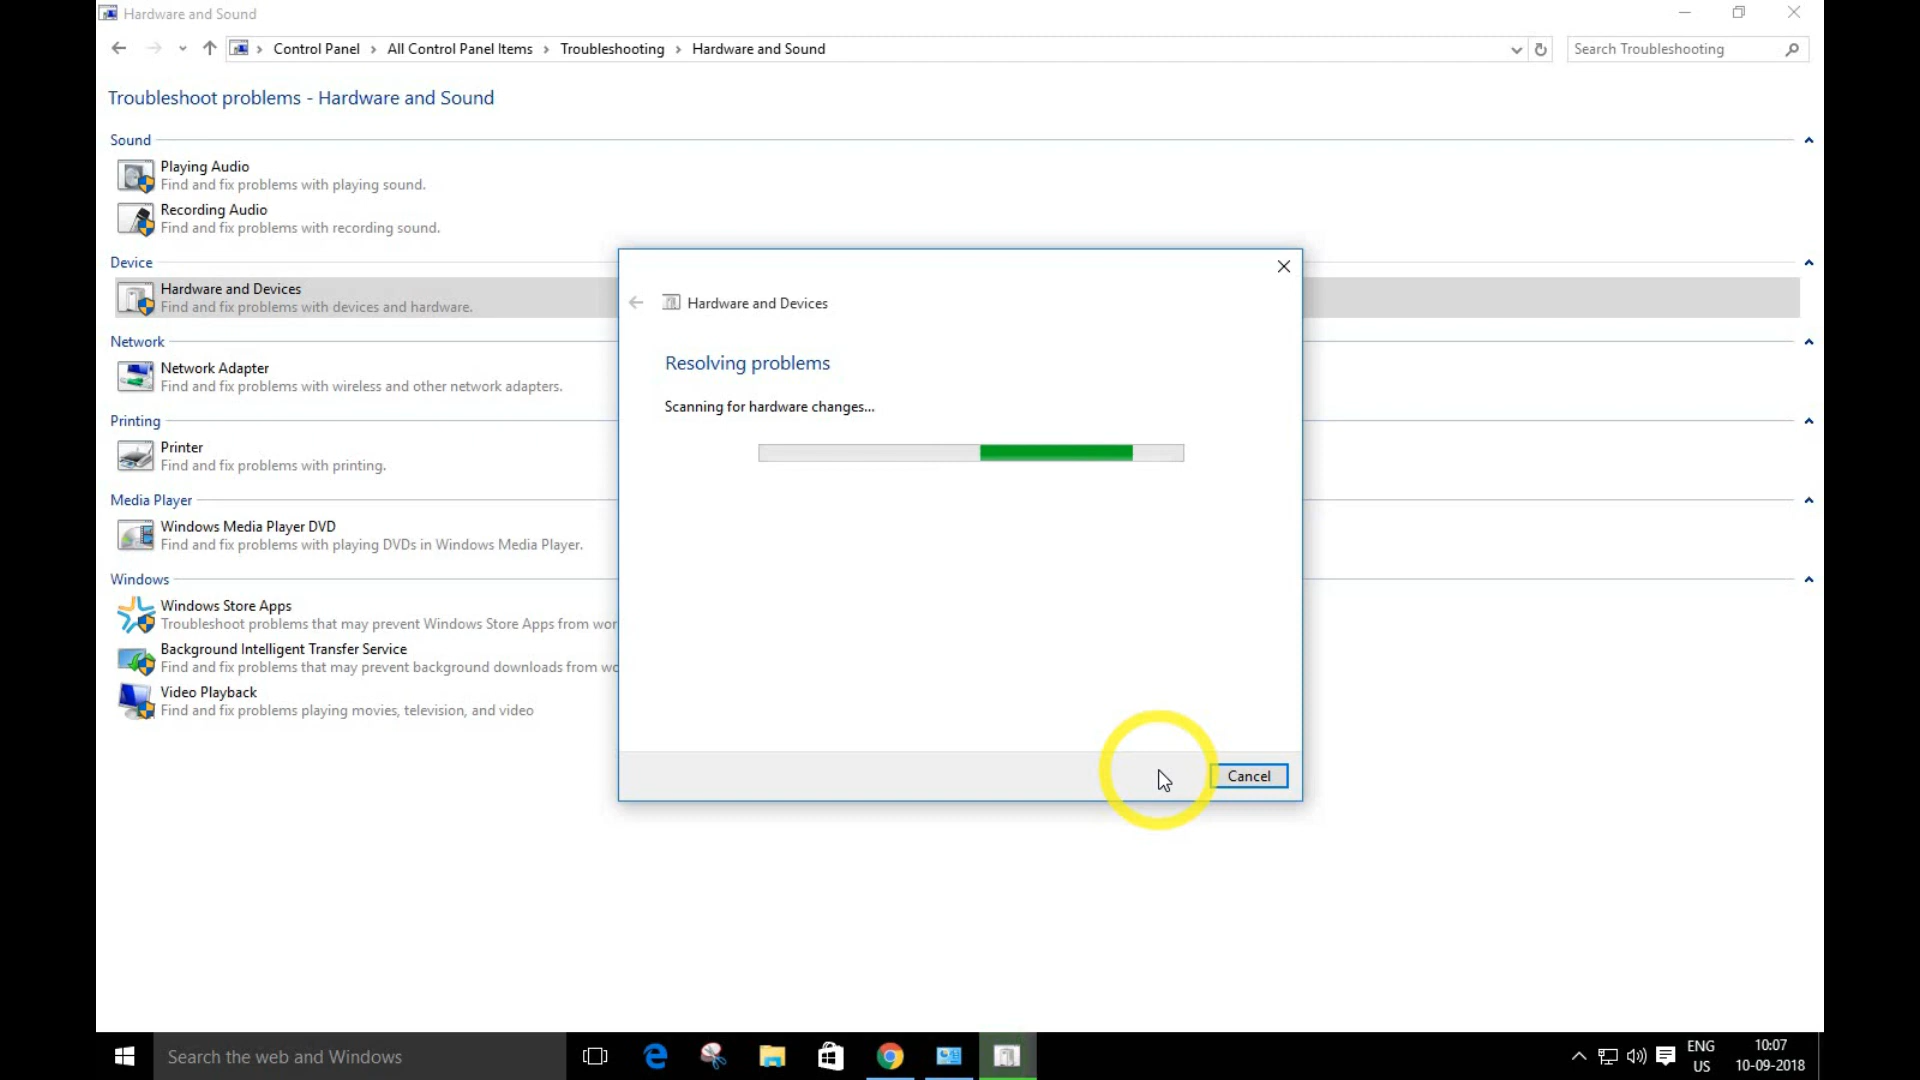 Hardware and Sound
Control Panel > All Control Panel Items > Troubleshooting > Hardware and Sound
Search Troubleshooting
Troubleshoot problems - Hardware and Sound
Sound
Playing Audio
Find and fix problems with playing sound.
Recording Audio
Find and fix problems with recording sound.
Device
Hardware and Devices
Find and fix problems with devices and hardware.
Network
Network Adapter
Find and fix problems with wireless and other network adapters.
Printing
Printer
Find and fix problems with printing.
Media Player
Windows Media Player DVD
Find and fix problems with playing DVDs in Windows Media Player.
Windows
Windows Store Apps
Troubleshoot problems that may prevent Windows Store Apps from wor
Background Intelligent Transfer Service
Find and fix problems that may prevent background downloads from wo
Video Playback
Find and fix problems playing movies, television, and video
Hardware and Devices
Resolving problems
Scanning for hardware changes...
Cancel
Search the web and Windows
ENG
US
10:07
10-09-2018